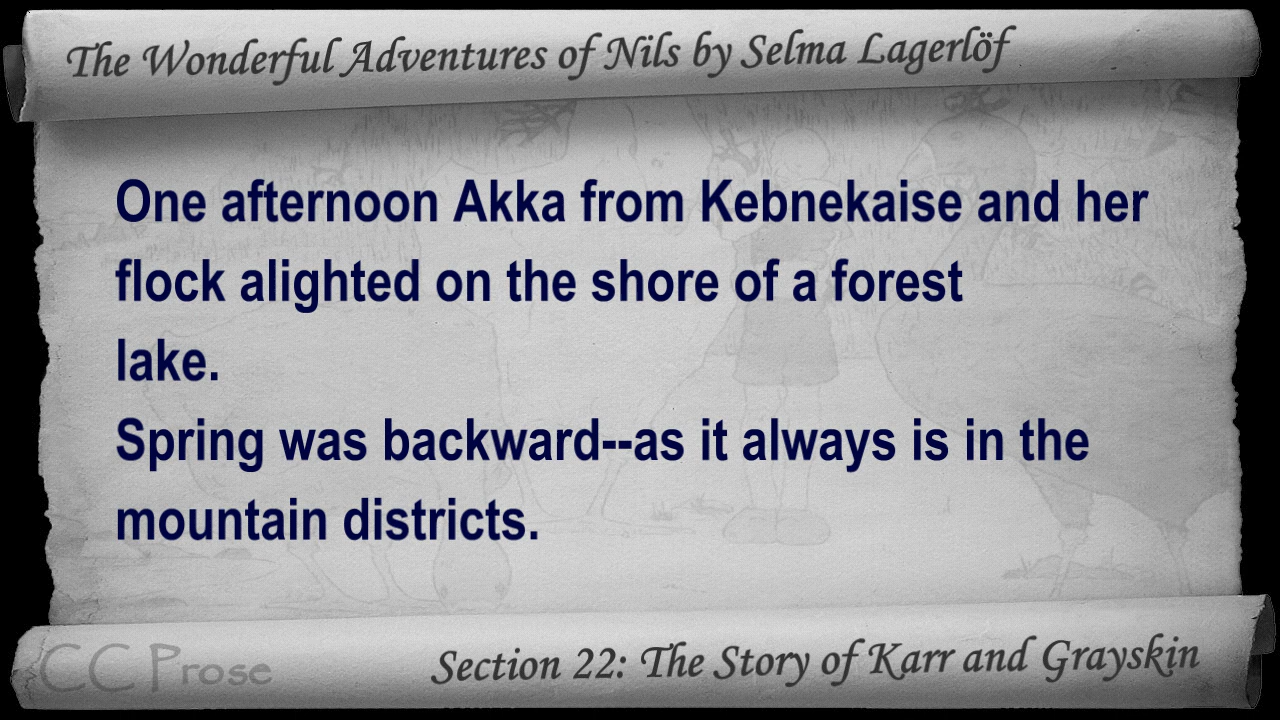 The Wonderful Adventures of Nils by Selma Lagerlöf
One afternoon Akka from Kebnekaise and her
flock alighted on the shore of a forest
lake.
Spring was backward--as it always is in the
mountain districts.
CC Prose
Section 22: The Story of Karr and Grayskin